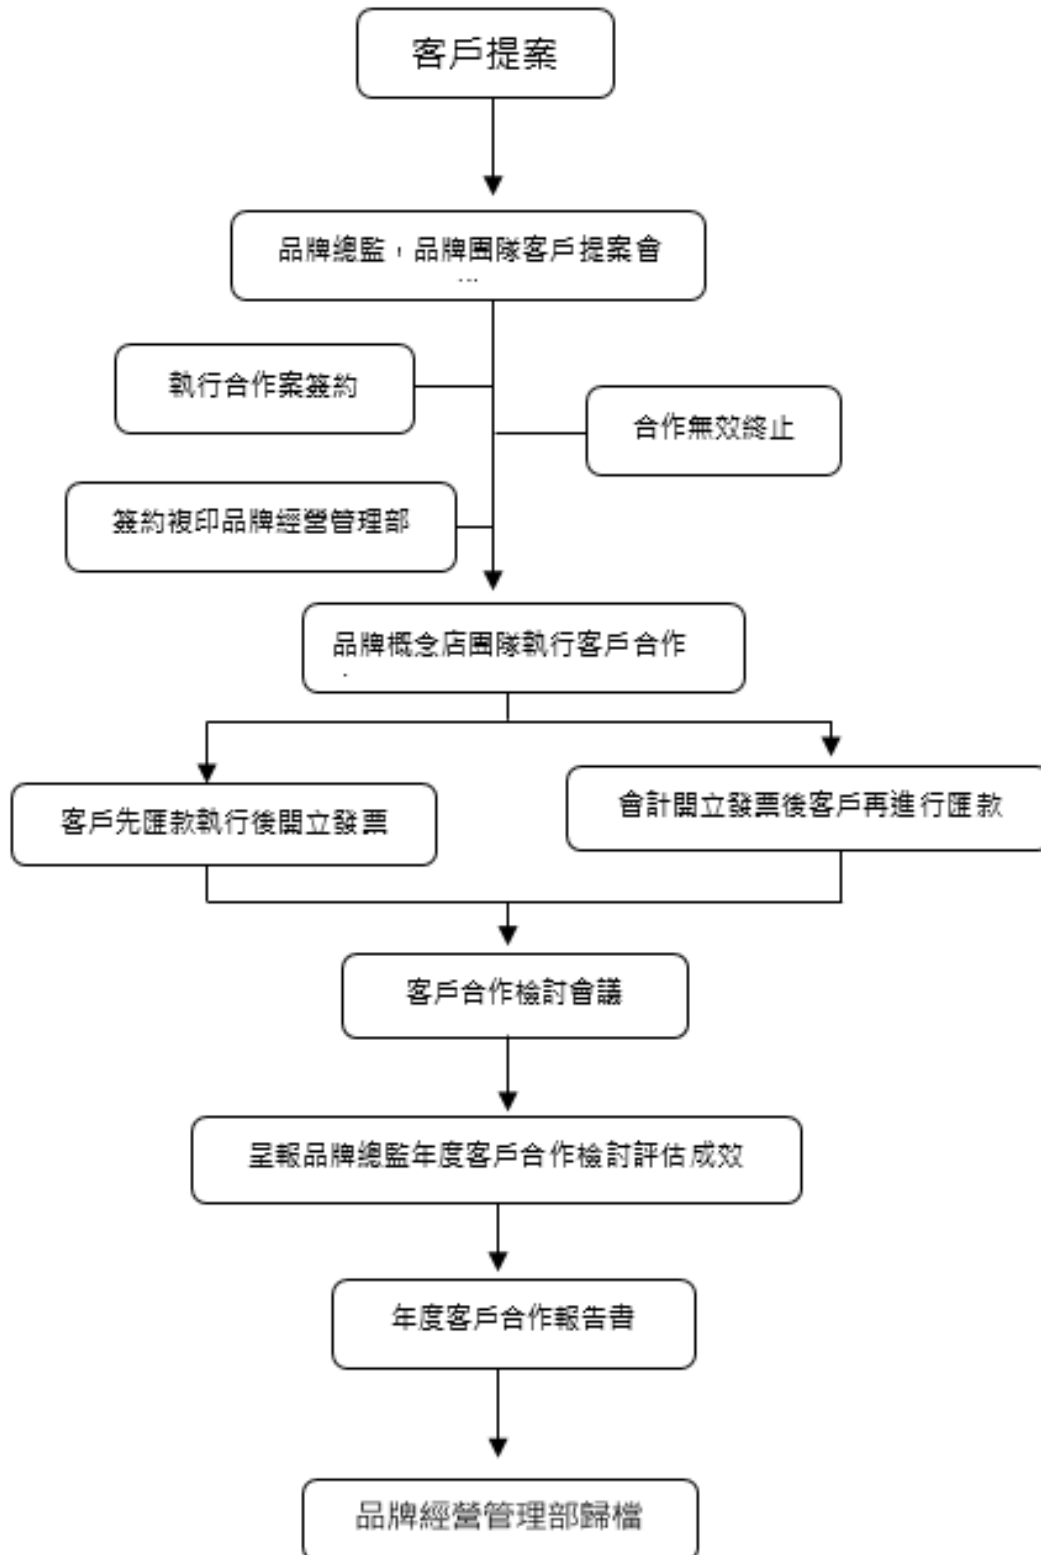 客戶提案
品牌總監，品牌團隊客戶提案會
執行合作案簽約
合作無效終止
簽約複印品牌經營管理部
品牌概念店團隊執行客戶合作
客戶先匯款執行後開立發票
會計開立發票後客戶再進行匯款
客戶合作檢討會議
呈報品牌總監年度客戶合作檢討評估成效
年度客戶合作報告書
品牌經營管理部歸檔